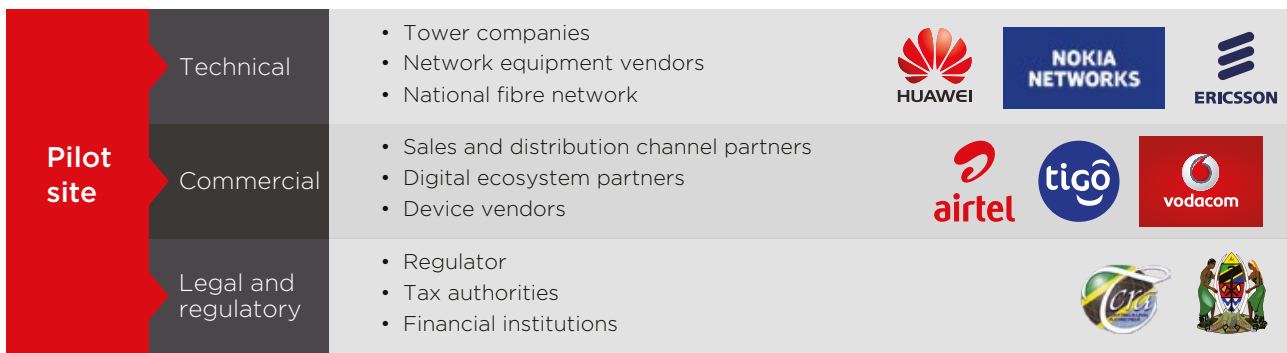 Pilot
site
Technical
• Tower companies
• Network equipment vendors
• National fibre network
HUAWEI
NOKIA
NETWORKS
ERICSSON
Commercial
• Sales and distribution channel partners
• Digital ecosystem partners
• Device vendors
airtel
tiGO
vodacom
Legal and
regulatory
• Regulator
• Tax authorities
• Financial institutions
Tcra